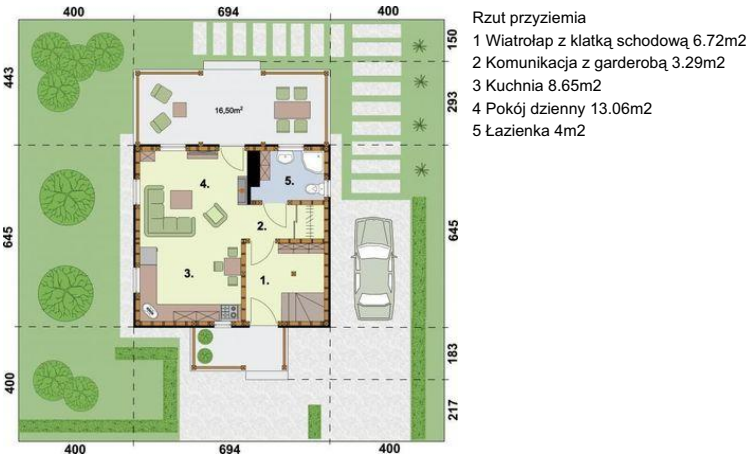 400 694 400
Rzut przyziemia
1 Wiatrołap z klatką schodową 6.72m2
2 Komunikacja z garderobą 3.29m2
3 Kuchnia 8.65m2
4 Pokój dzienny 13.06m2
5 Łazienka 4m2
150
443
293
16,50m²
4.
5.
2.
645
645
3.
1.
183
400
217
400 694 400